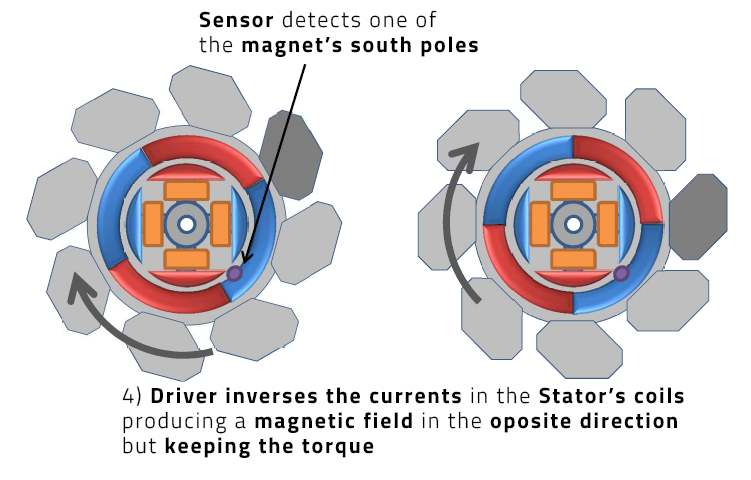 Sensor detects one of
the magnet's south poles
4) Driver inverses the currents in the Stator's coils
producing a magnetic field in the oposite direction
but keeping the torque